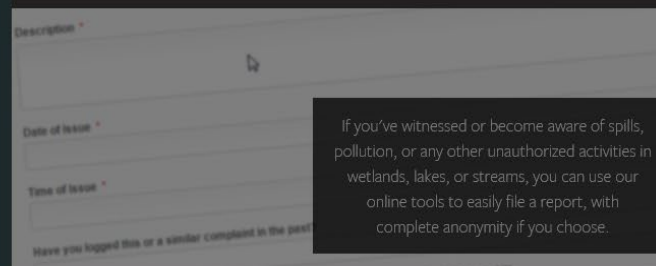 Description *
Date of Issue *
Time of Issue *
Have you logged this or a similar complaint in the past?
If you've witnessed or become aware of spills,
pollution, or any other unauthorized activities in
wetlands, lakes, or streams, you can use our
online tools to easily file a report, with
complete anonymity if you choose.